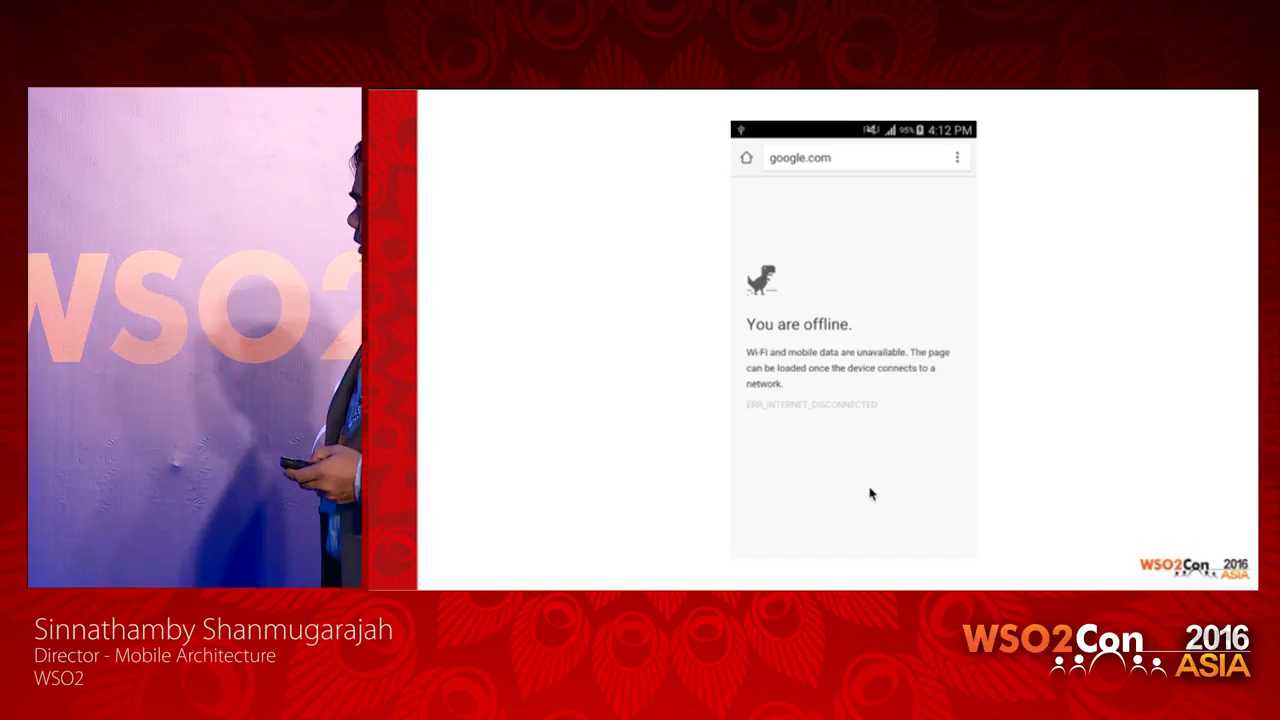 WSO2
4:12 PM
95%
google.com
You are offline.
Wi-Fi and mobile data are unavailable. The page
can be loaded once the device connects to a
network.
ERR_INTERNET_DISCONNECTED
WSO2Con 2016
ASIA
Sinnathamby Shanmugarajah
Director - Mobile Architecture
WSO2
WSO2Con 2016
ASIA